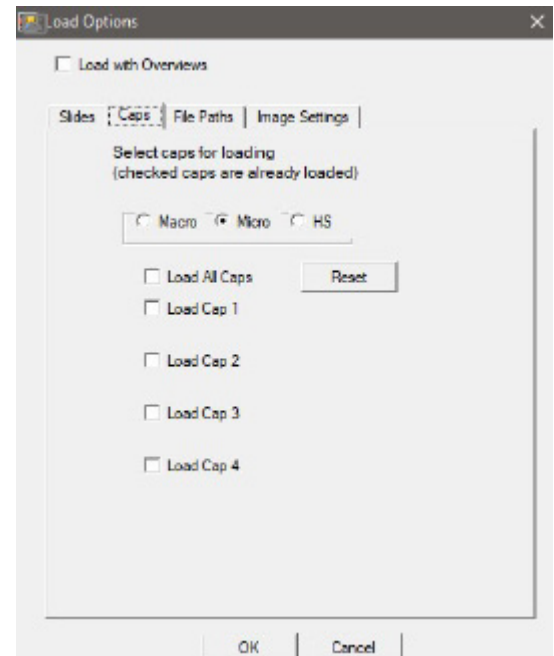 Load Options
Load with Overviews
Slides Caps File Paths Image Settings
Select caps for loading
(checked caps are already loaded)
Macro Micro HS
Load All Caps Reset
Load Cap 1
Load Cap 2
Load Cap 3
Load Cap 4
OK Cancel